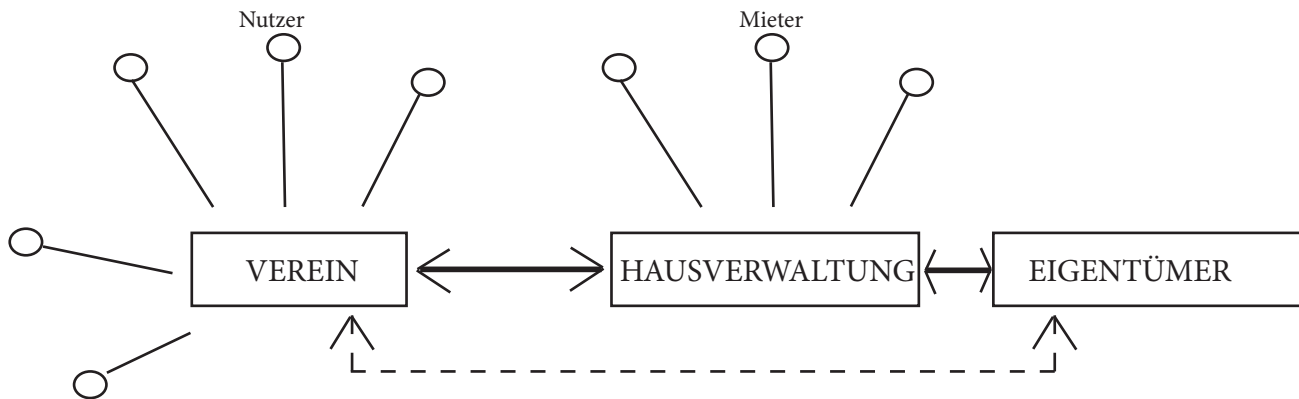 Nutzer
Mieter
VEREIN
HAUSVERWALTUNG
EIGENTÜMER